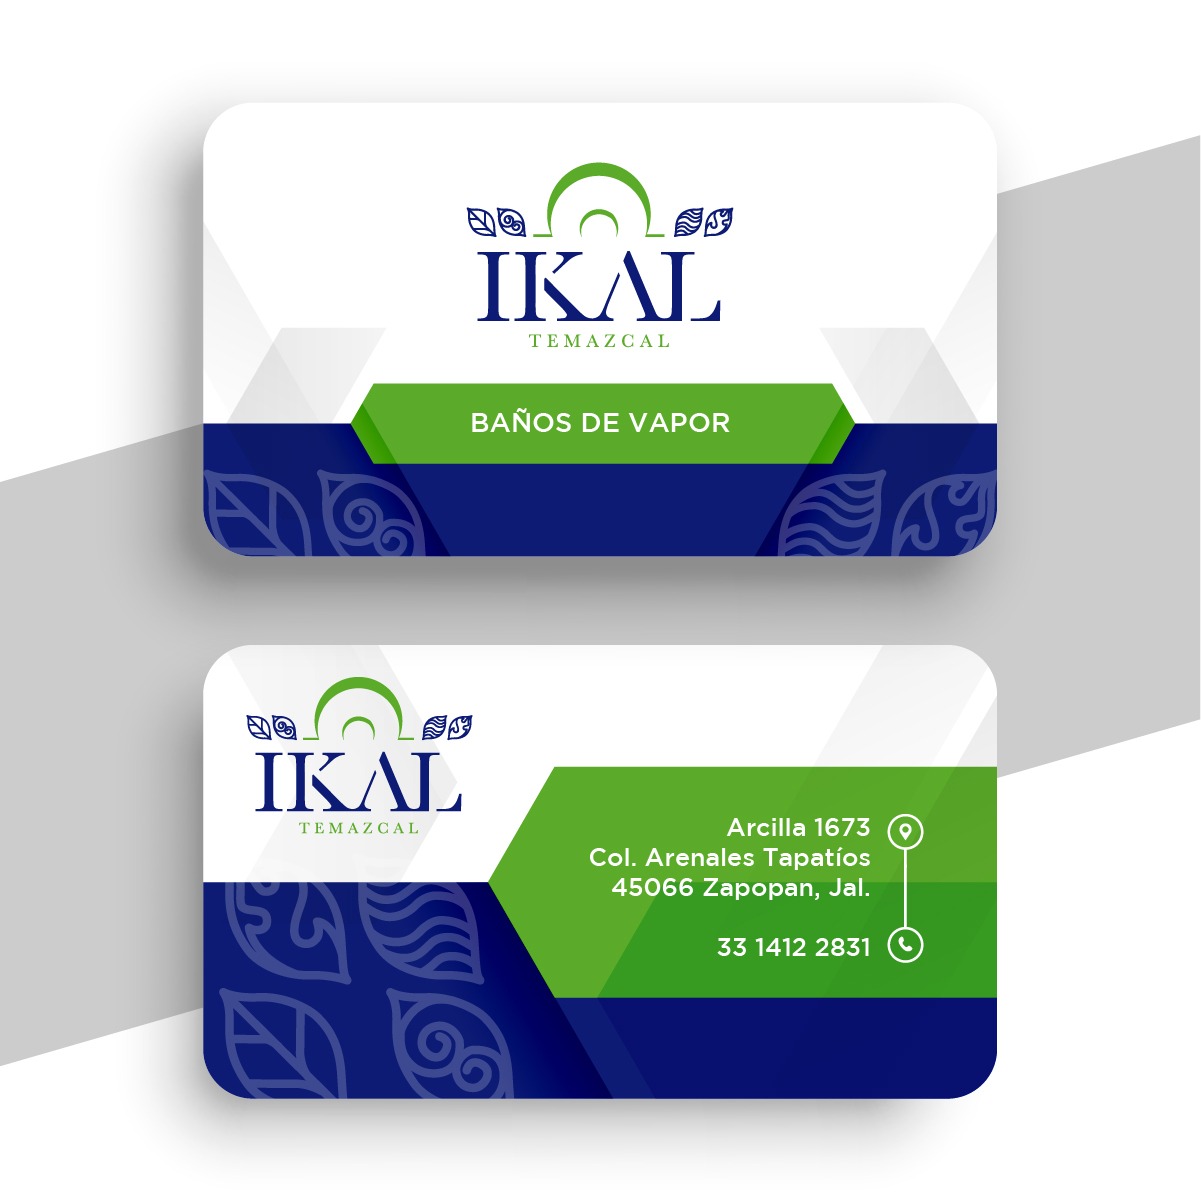 IKAL
TEMAZCAL
BAÑOS DE VAPOR
IKAL
TEMAZCAL
Arcilla 1673
Col. Arenales Tapatíos
45066 Zapopan, Jal.
33 1412 2831